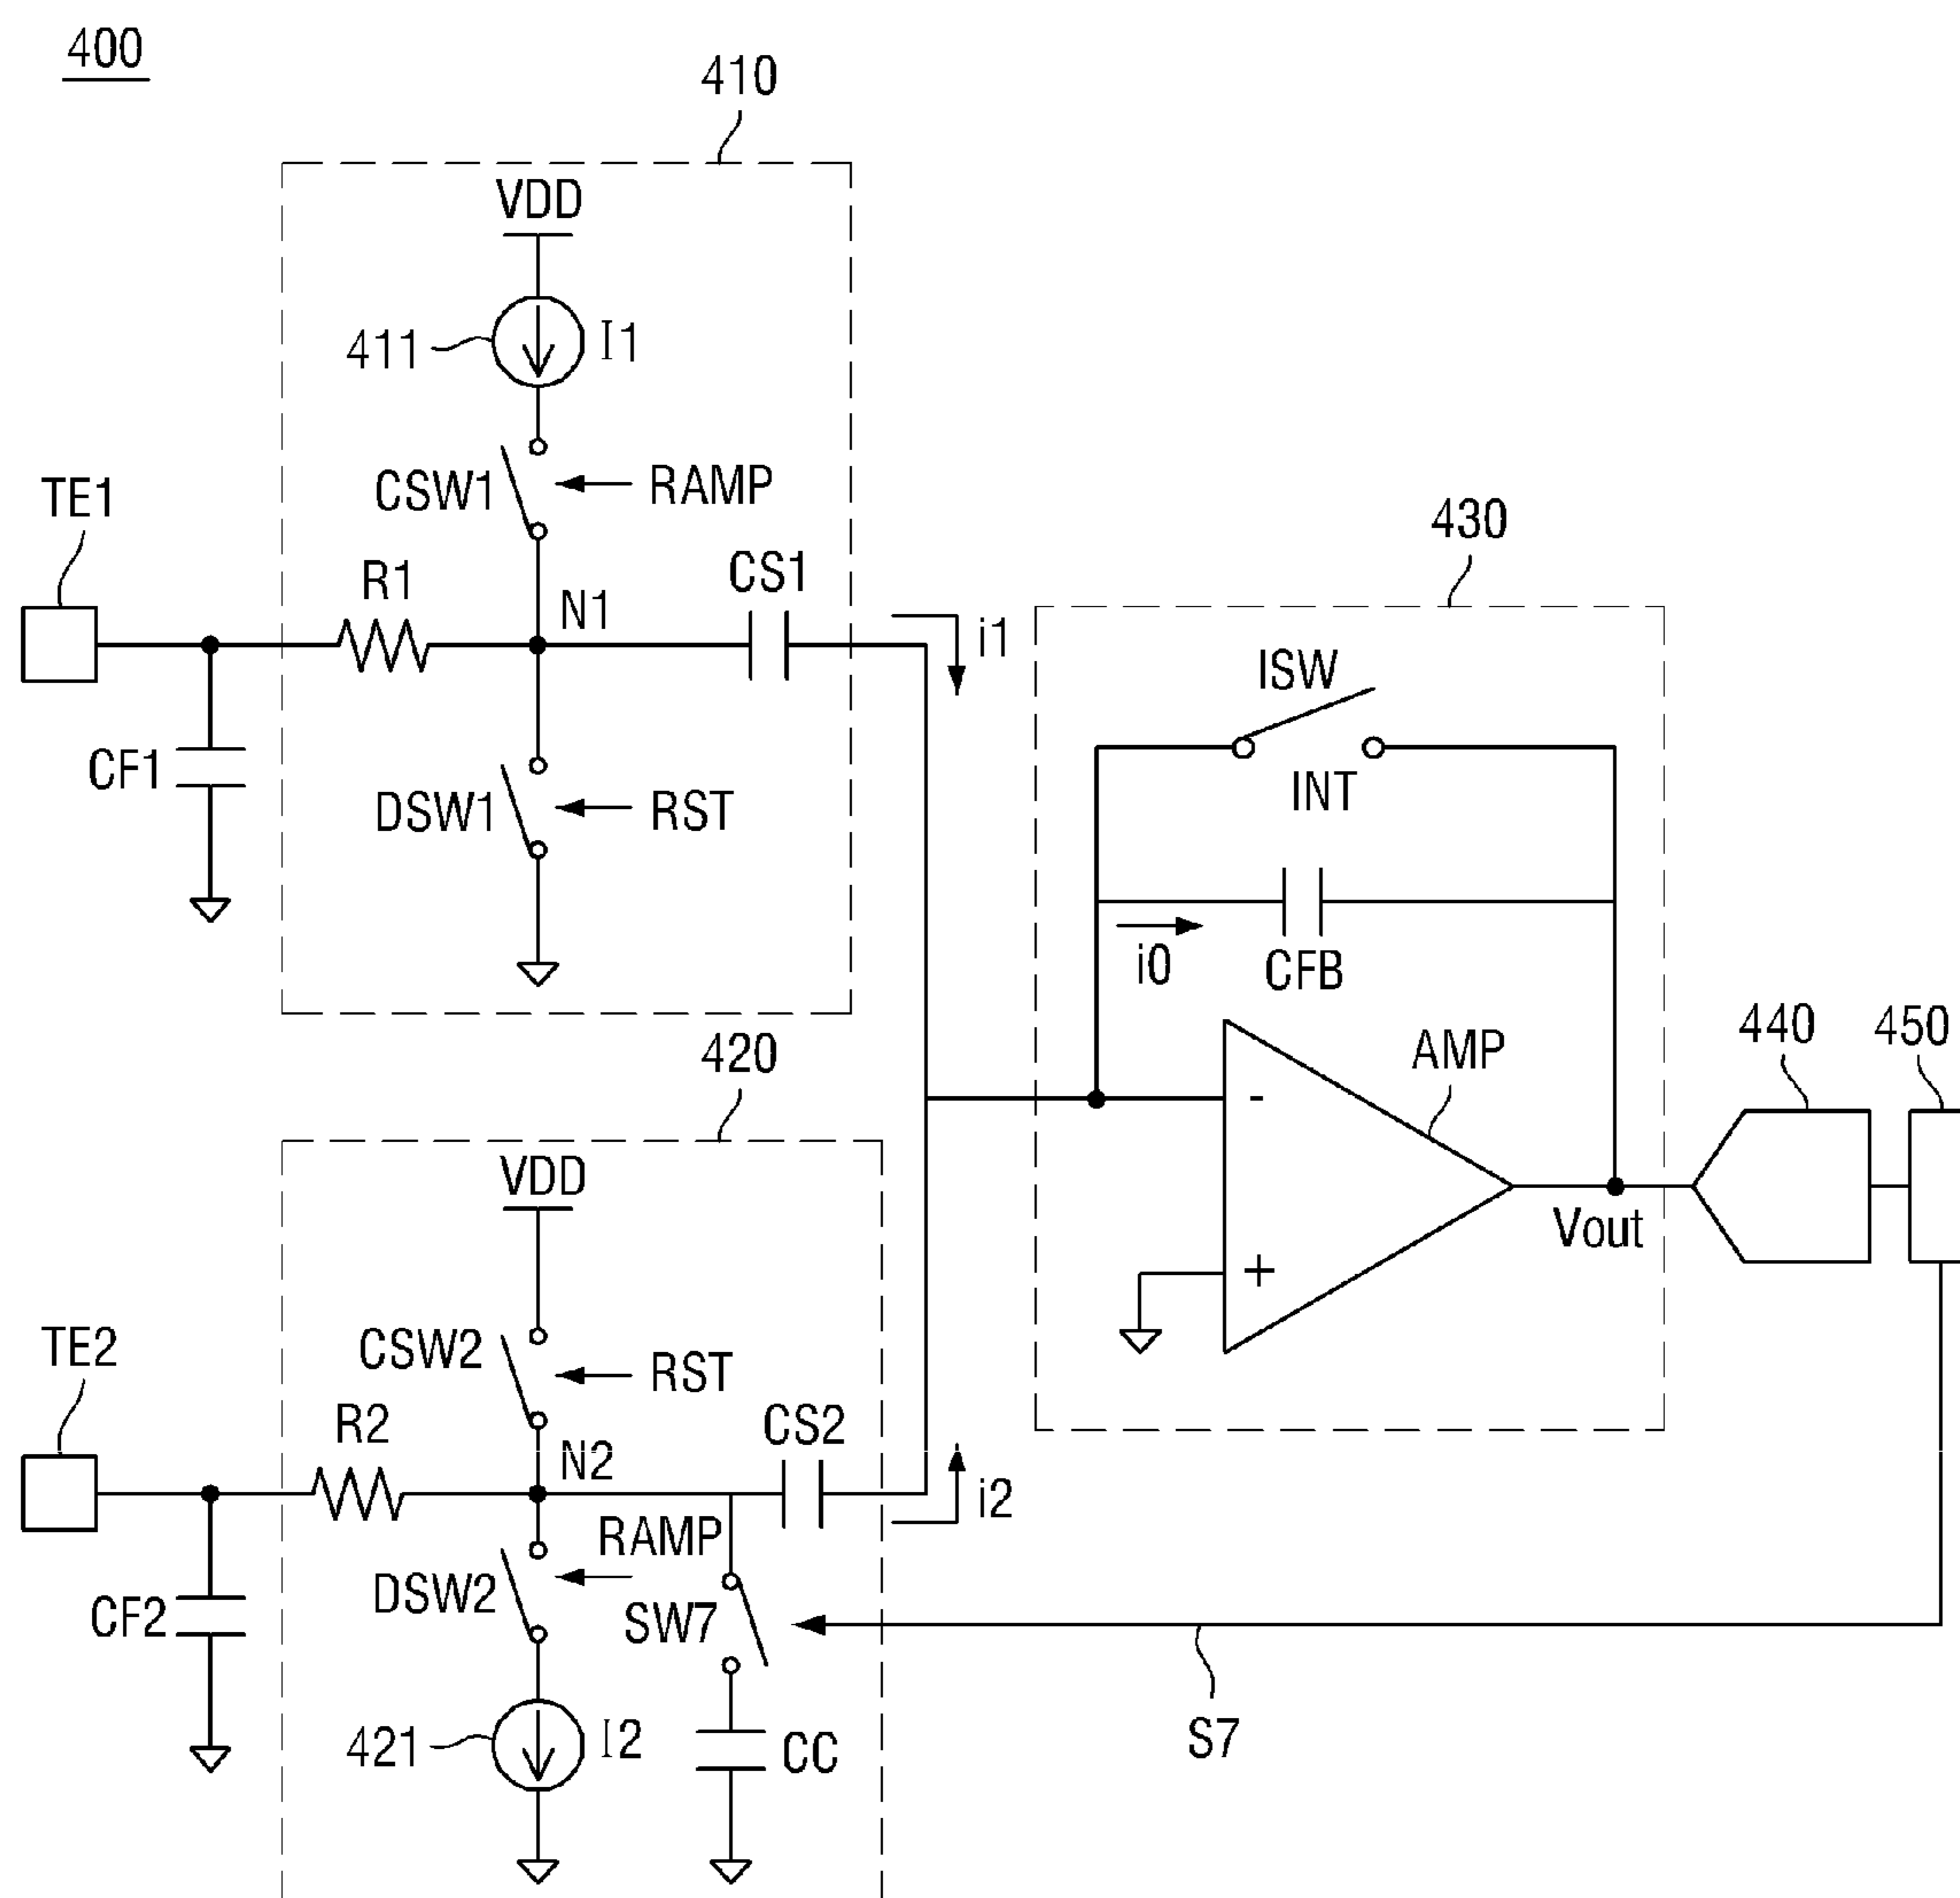 400
410
VDD
411
I1
CSW1
RAMP
TE1
R1
N1
CS1
i1
CF1
DSW1
RST
430
ISW
INT
i0
CFB
AMP
-
+
Vout
440
450
420
VDD
TE2
CSW2
RST
R2
N2
CS2
i2
RAMP
CF2
DSW2
SW7
S7
421
I2
CC